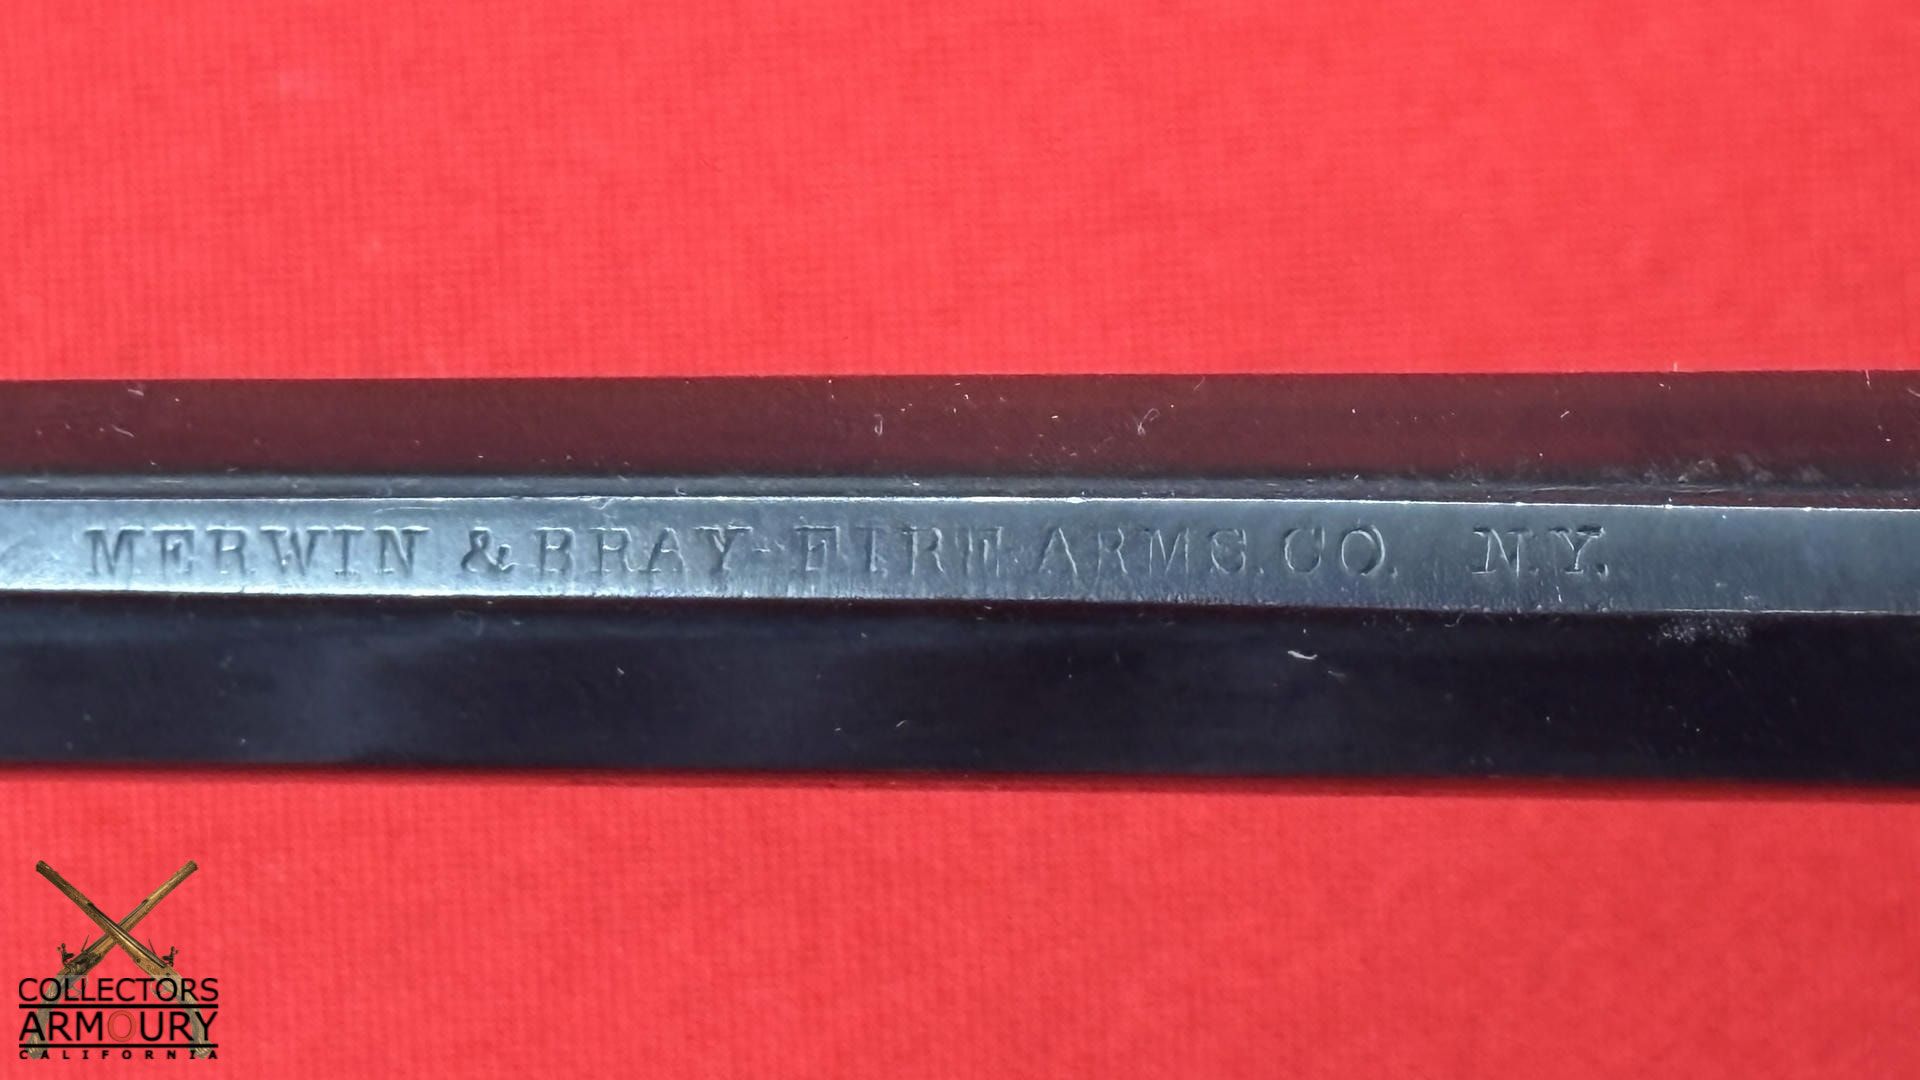 MERWIN & BRAY FIRE ARMS.CO. N.Y.
COLLECTORS
ARMOURY
CALIFORNIA